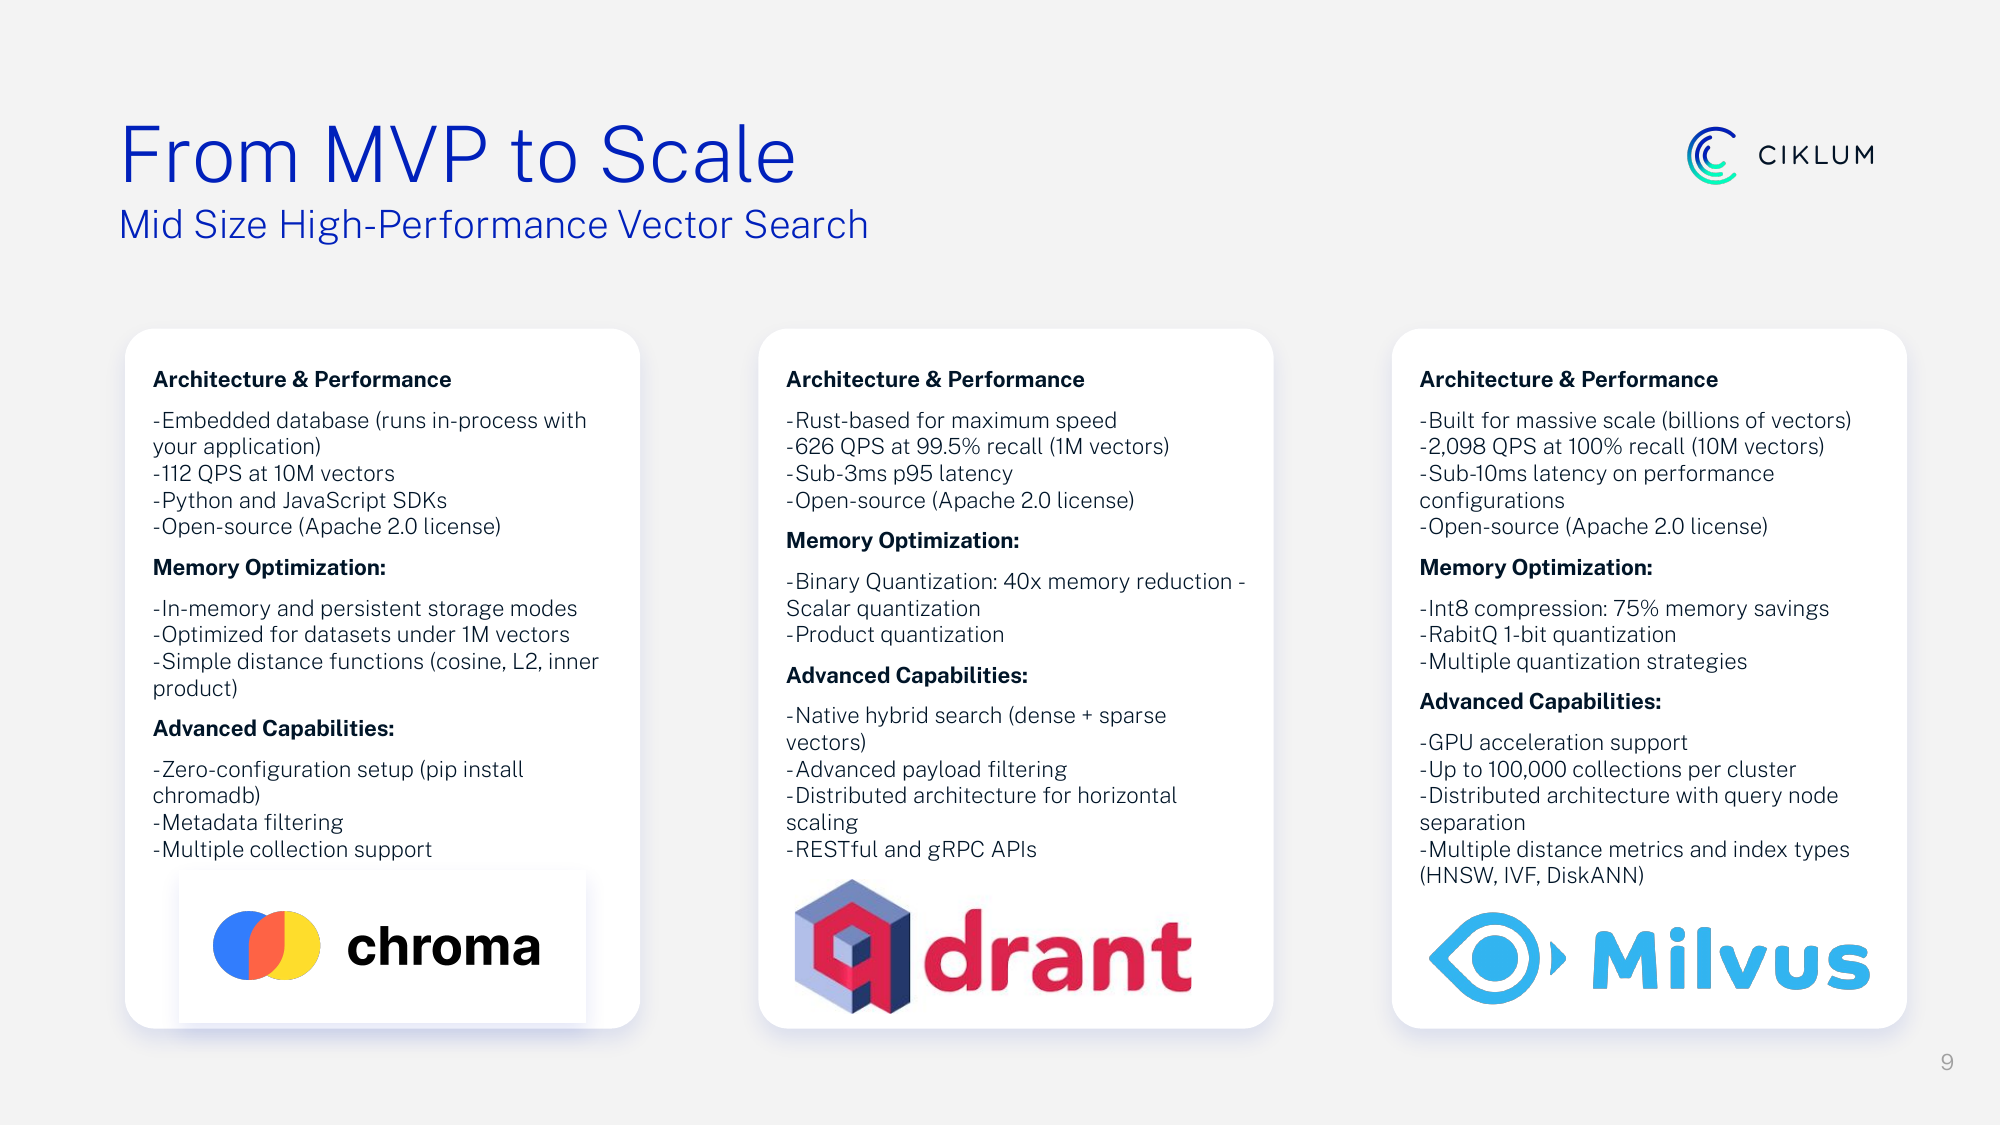 From MVP to Scale
Mid Size High-Performance Vector Search
CIKLUM
Architecture & Performance
-Embedded database (runs in-process with
your application)
-112 QPS at 10M vectors
-Python and JavaScript SDKs
-Open-source (Apache 2.0 license)
Memory Optimization:
-In-memory and persistent storage modes
-Optimized for datasets under 1M vectors
-Simple distance functions (cosine, L2, inner
product)
Advanced Capabilities:
-Zero-configuration setup (pip install
chromadb)
-Metadata filtering
-Multiple collection support
chroma
Architecture & Performance
-Rust-based for maximum speed
-626 QPS at 99.5% recall (1M vectors)
-Sub-3ms p95 latency
-Open-source (Apache 2.0 license)
Memory Optimization:
-Binary Quantization: 40x memory reduction -
Scalar quantization
-Product quantization
Advanced Capabilities:
-Native hybrid search (dense + sparse
vectors)
-Advanced payload filtering
-Distributed architecture for horizontal
scaling
-RESTful and gRPC APIs
qdrant
Architecture & Performance
-Built for massive scale (billions of vectors)
-2,098 QPS at 100% recall (10M vectors)
-Sub-10ms latency on performance
configurations
-Open-source (Apache 2.0 license)
Memory Optimization:
-Int8 compression: 75% memory savings
-RabitQ 1-bit quantization
-Multiple quantization strategies
Advanced Capabilities:
-GPU acceleration support
-Up to 100,000 collections per cluster
-Distributed architecture with query node
separation
-Multiple distance metrics and index types
(HNSW, IVF, DiskANN)
Milvus
9